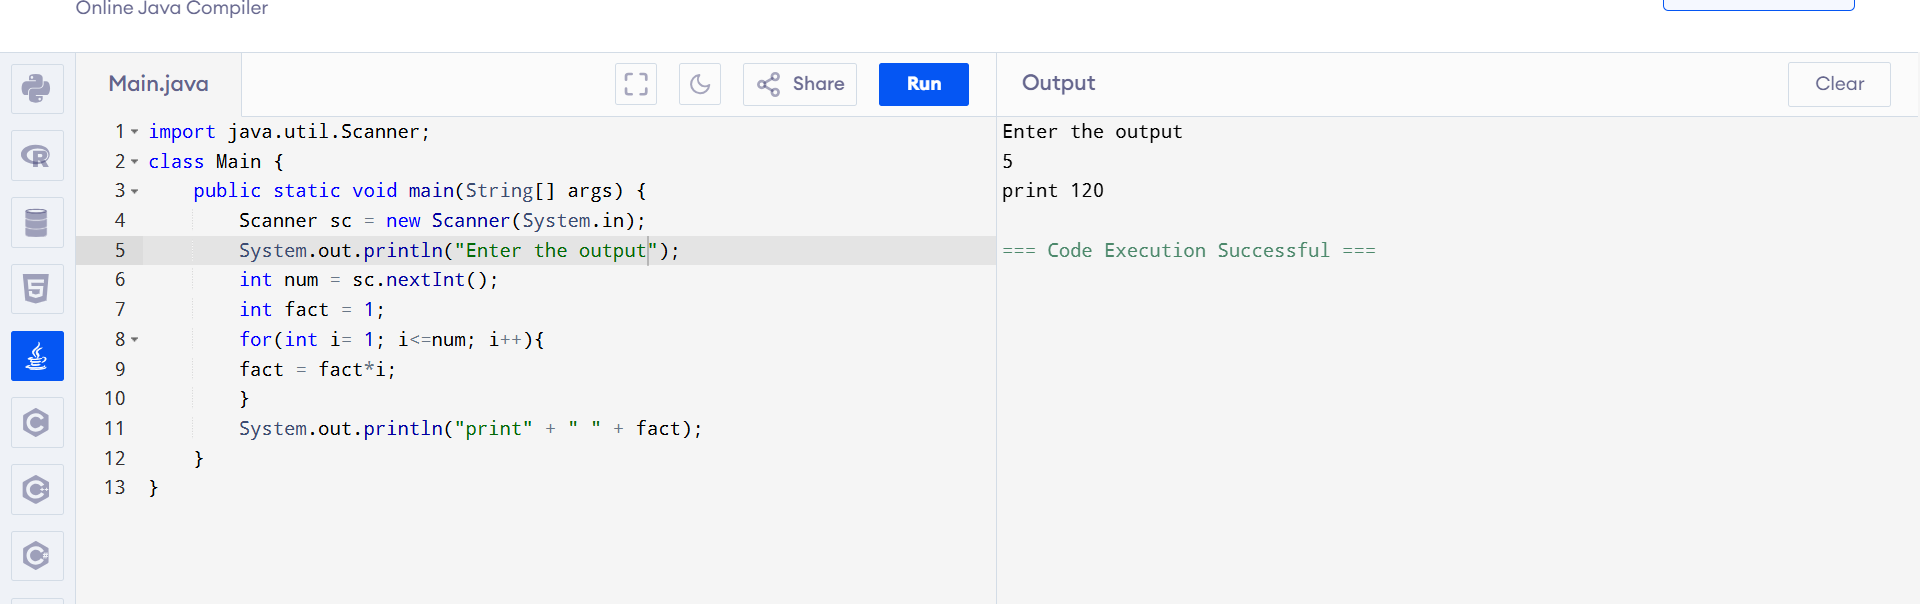 Online Java Compiler
Main.java
Share
Run
Output
Clear
1 import java.util.Scanner;
2 class Main {
3     public static void main(String[] args) {
4         Scanner sc = new Scanner(System.in);
5         System.out.println("Enter the output");
6         int num = sc.nextInt();
7         int fact = 1;
8         for(int i= 1; i<=num; i++){
9         fact = fact*i;
10         }
11         System.out.println("print" + " " + fact);
12     }
13 }
Enter the output
5
print 120
=== Code Execution Successful ===